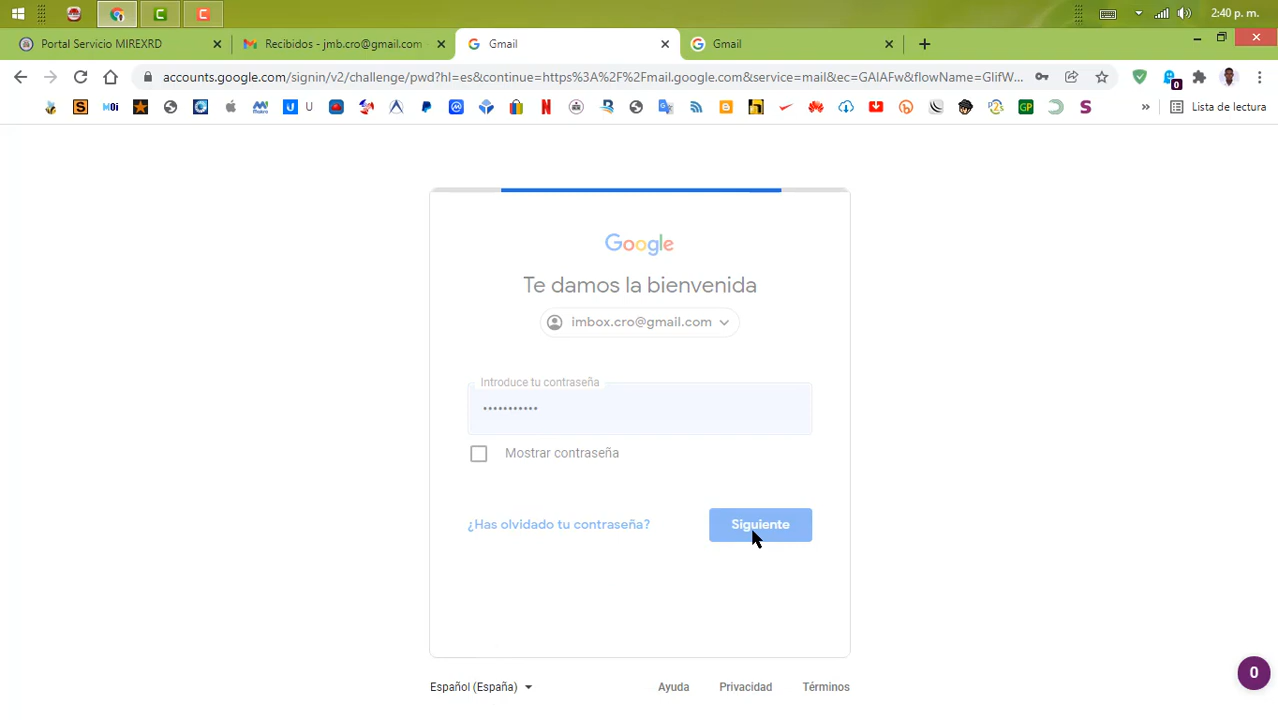 2:40 p. m.
Portal Servicio MIREXRD
Recibidos - jmb.cro@gmail.com
Gmail
Gmail
accounts.google.com/signin/v2/challenge/pwd?hl=es&continue=https%3A%2F%2Fmail.google.com&service=mail&ec=GAlAFw&flowName=GlifW...
0
Lista de lectura
Google
Te damos la bienvenida
imbox.cro@gmail.com
Introduce tu contraseña
•••••••••••
Mostrar contraseña
¿Has olvidado tu contraseña?
Siguiente
0
Español (España)
Ayuda
Privacidad
Términos